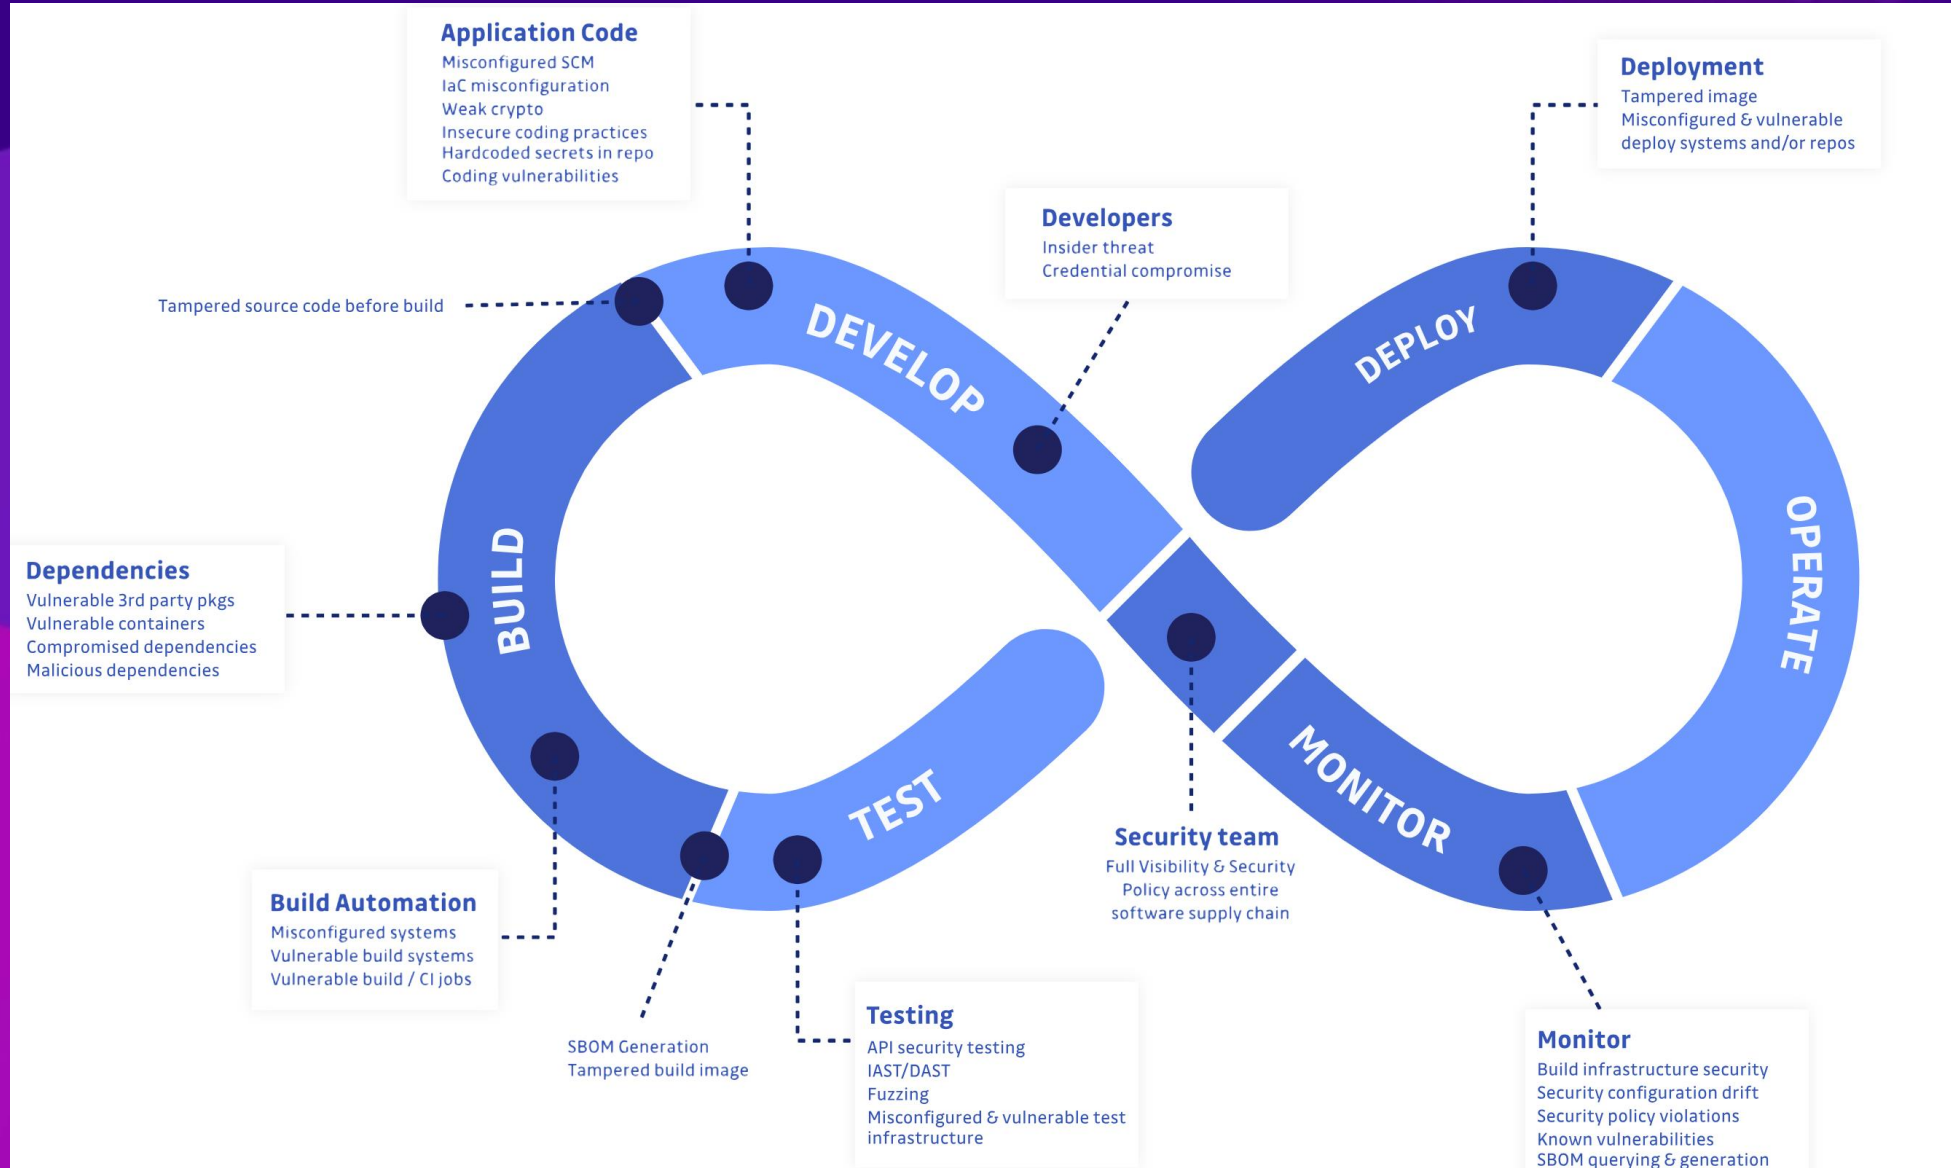 Application Code
Misconfigured SCM
IaC misconfiguration
Weak crypto
Insecure coding practices
Hardcoded secrets in repo
Coding vulnerabilities
Deployment
Tampered image
Misconfigured & vulnerable
deploy systems and/or repos
Developers
Insider threat
Credential compromise
Tampered source code before build
DEVELOP
DEPLOY
BUILD
OPERATE
Dependencies
Vulnerable 3rd party pkgs
Vulnerable containers
Compromised dependencies
Malicious dependencies
TEST
MONITOR
Security team
Full Visibility & Security
Policy across entire
software supply chain
Build Automation
Misconfigured systems
Vulnerable build systems
Vulnerable build / CI jobs
SBOM Generation
Tampered build image
Testing
API security testing
IAST/DAST
Fuzzing
Misconfigured & vulnerable test
infrastructure
Monitor
Build infrastructure security
Security configuration drift
Security policy violations
Known vulnerabilities
SBOM querying & generation